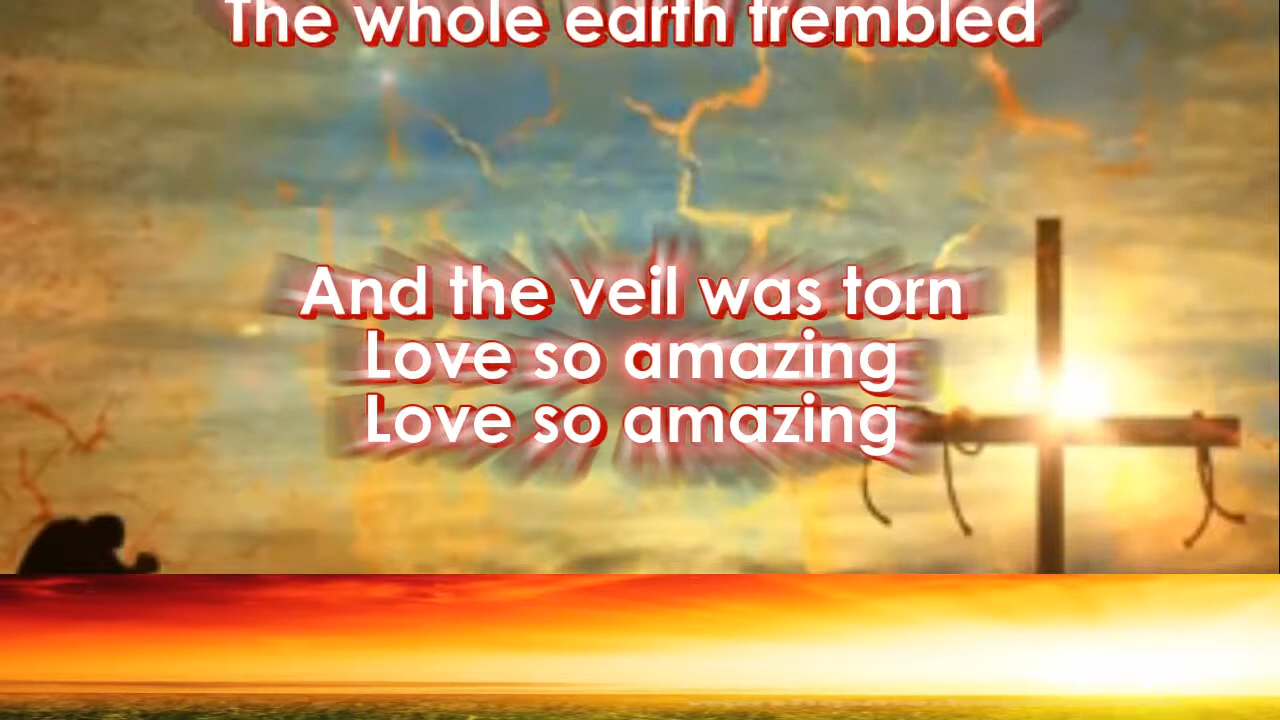 The whole earth trembled
And the veil was torn
Love so amazing
Love so amazing